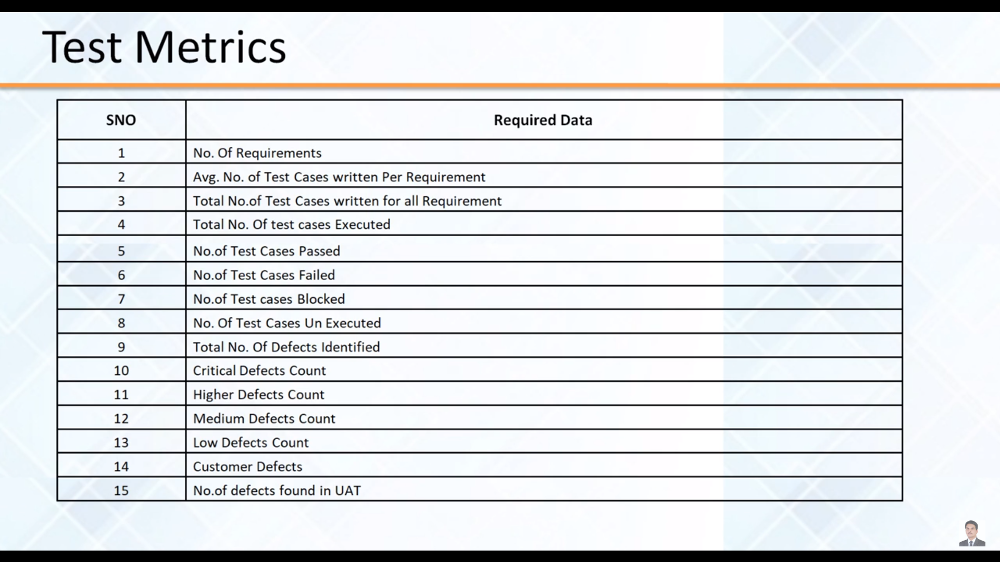 Test Metrics
SNO Required Data
1 No. Of Requirements
2 Avg. No. of Test Cases written Per Requirement
3 Total No.of Test Cases written for all Requirement
4 Total No. Of test cases Executed
5 No.of Test Cases Passed
6 No.of Test Cases Failed
7 No.of Test cases Blocked
8 No. Of Test Cases Un Executed
9 Total No. Of Defects Identified
10 Critical Defects Count
11 Higher Defects Count
12 Medium Defects Count
13 Low Defects Count
14 Customer Defects
15 No.of defects found in UAT